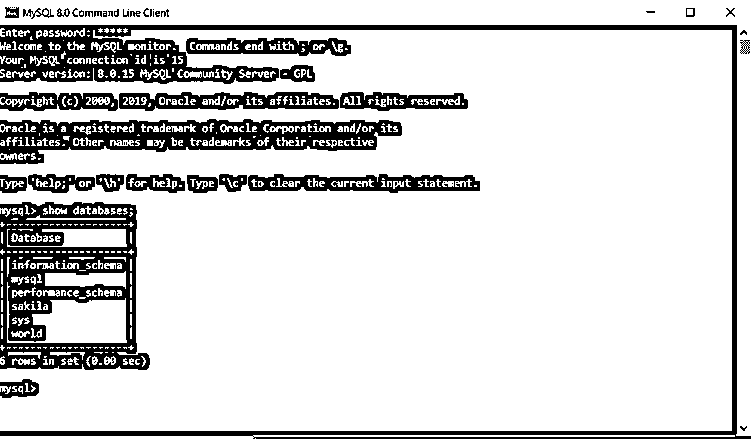 MySQL 8.0 Command Line Client
Enter password: *****
Welcome to the MySQL monitor.  Commands end with ; or \g.
Your MySQL connection id is 15
Server version: 8.0.15 MySQL Community Server - GPL
Copyright (c) 2000, 2019, Oracle and/or its affiliates. All rights reserved.
Oracle is a registered trademark of Oracle Corporation and/or its
affiliates. Other names may be trademarks of their respective
owners.
Type 'help;' or '\h' for help. Type '\c' to clear the current input statement.
mysql> show databases;
+--------------------+
| Database           |
+--------------------+
| information_schema |
| mysql              |
| performance_schema |
| sakila             |
| sys                |
| world              |
+--------------------+
6 rows in set (0.00 sec)
mysql>